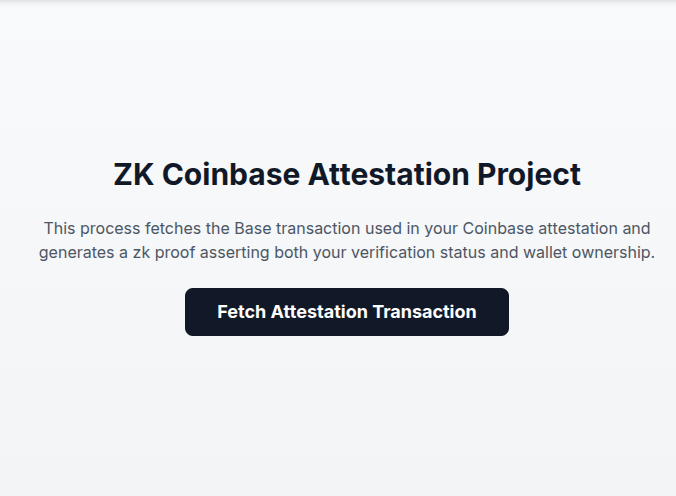 ZK Coinbase Attestation Project
This process fetches the Base transaction used in your Coinbase attestation and
generates a zk proof asserting both your verification status and wallet ownership.
Fetch Attestation Transaction